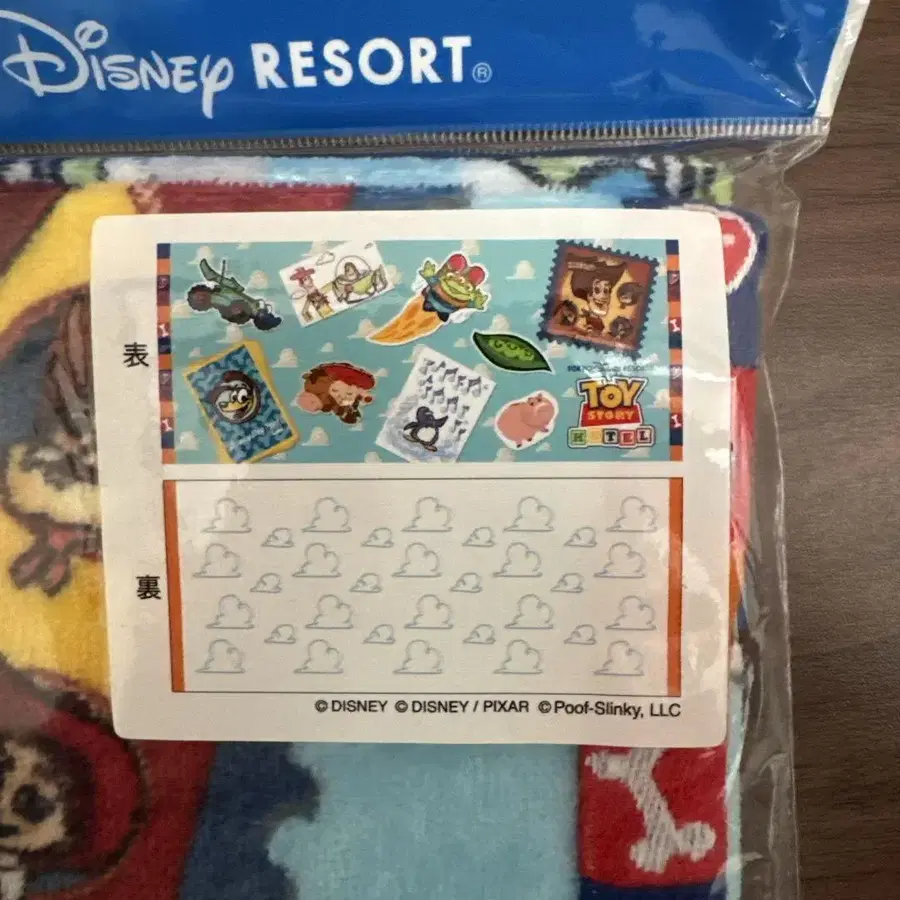 Disney RESORT®
表
TOY
STORY
HOTEL
裏
© DISNEY © DISNEY / PIXAR © Poof-Slinky, LLC